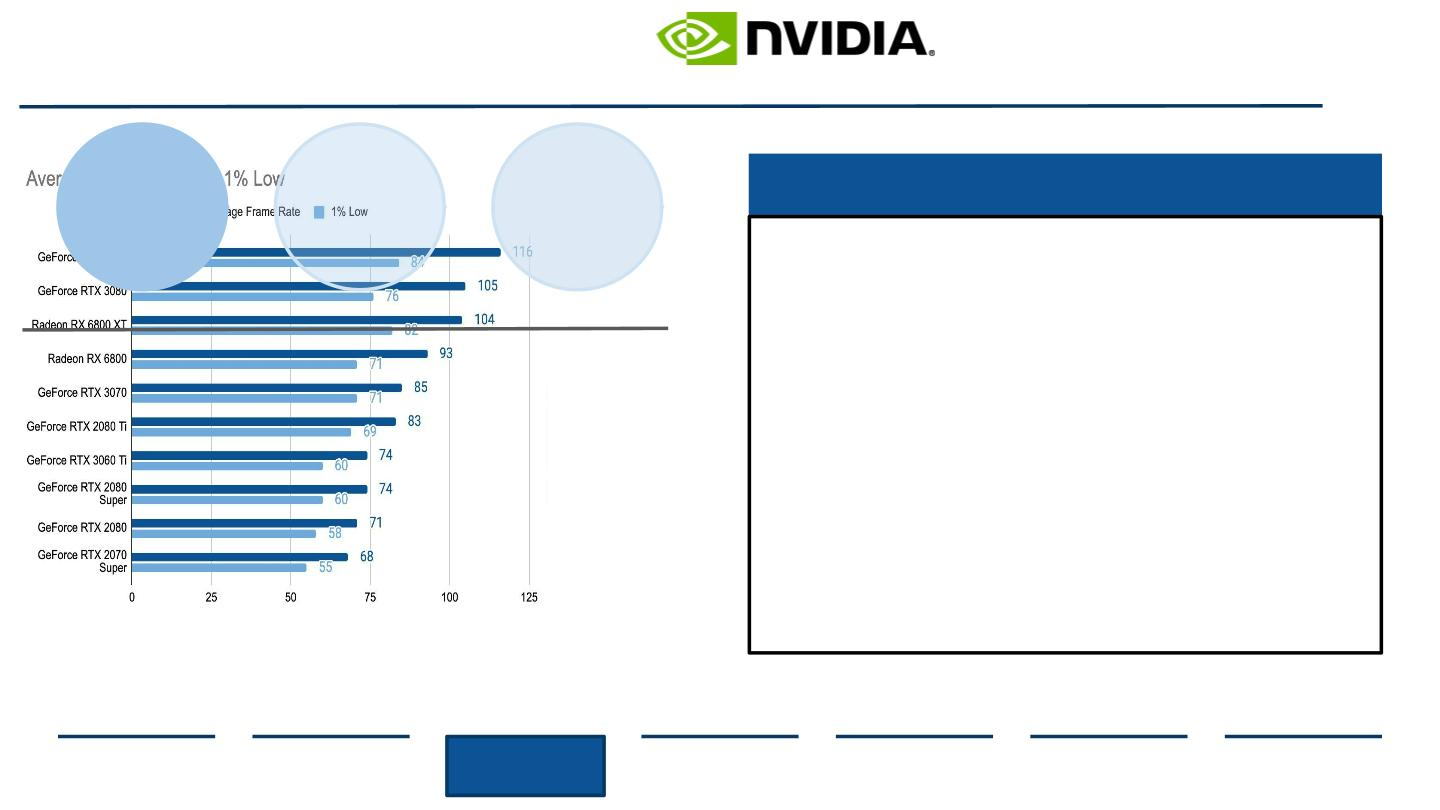 NVIDIA.
Aver 1% Low
age Frame Rate 1% Low
GeForc 116
84
GeForce RTX 3080 105
76
Radeon RX 6800 XT 104
82
Radeon RX 6800 93
71
GeForce RTX 3070 85
71
GeForce RTX 2080 Ti 83
69
GeForce RTX 3060 Ti 74
60
GeForce RTX 2080 74
Super 60
GeForce RTX 2080 71
58
GeForce RTX 2070 68
Super 55
0 25 50 75 100 125